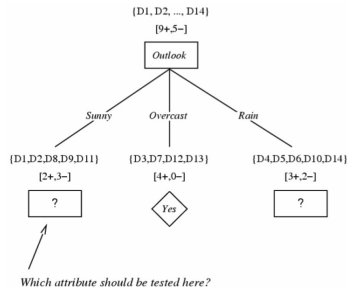 {D1, D2, ..., D14}
[9+,5−]
Outlook
Sunny Overcast Rain
{D1,D2,D8,D9,D11} {D3,D7,D12,D13} {D4,D5,D6,D10,D14}
[2+,3−] [4+,0−] [3+,2−]
? Yes ?
Which attribute should be tested here?